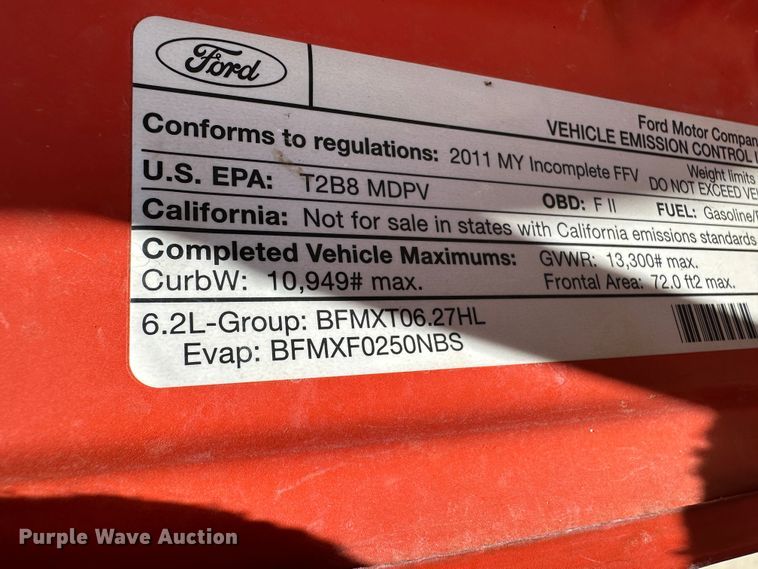 Ford
Ford Motor Compan
VEHICLE EMISSION CONTROL I
Conforms to regulations: 2011 MY Incomplete FFV
Weight limits
DO NOT EXCEED VE
U.S. EPA: T2B8 MDPV OBD: F II FUEL: Gasoline/
California: Not for sale in states with California emissions standards
Completed Vehicle Maximums: GVWR: 13,300# max.
CurbW: 10,949# max. Frontal Area: 72.0 ft2 max.
6.2L-Group: BFMXT06.27HL
Evap: BFMXF0250NBS
Purple Wave Auction